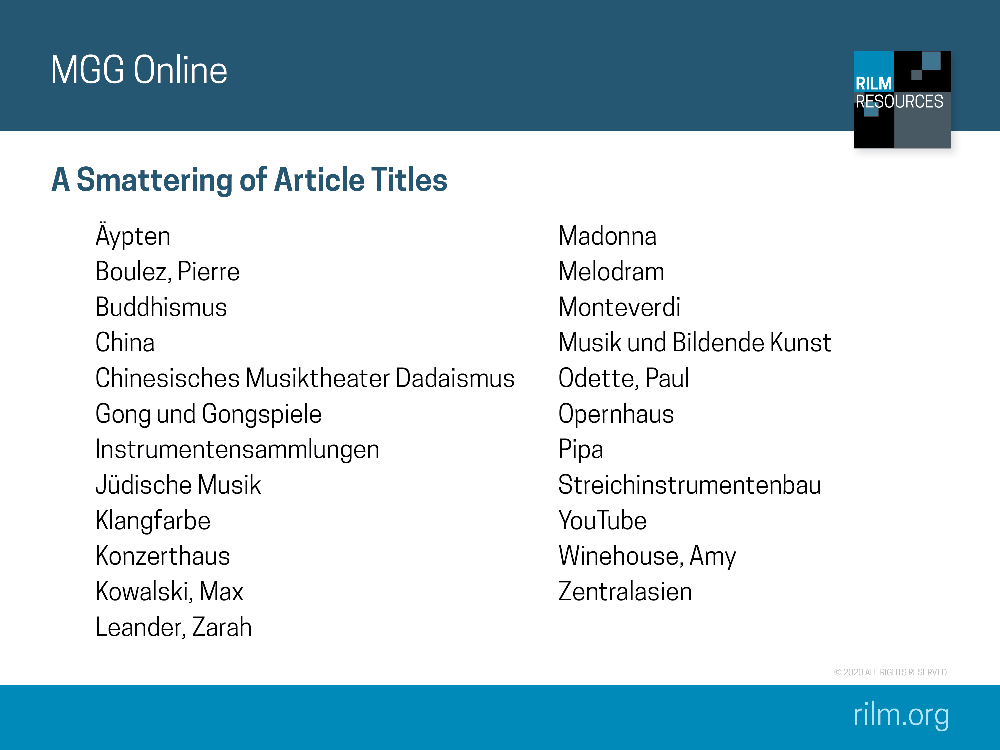 MGG Online
RILM
RESOURCES
A Smattering of Article Titles
Äypten
Boulez, Pierre
Buddhismus
China
Chinesisches Musiktheater Dadaismus
Gong und Gongspiele
Instrumentensammlungen
Jüdische Musik
Klangfarbe
Konzerthaus
Kowalski, Max
Leander, Zarah
Madonna
Melodram
Monteverdi
Musik und Bildende Kunst
Odette, Paul
Opernhaus
Pipa
Streichinstrumentenbau
YouTube
Winehouse, Amy
Zentralasien
© 2020 ALL RIGHTS RESERVED
rilm.org